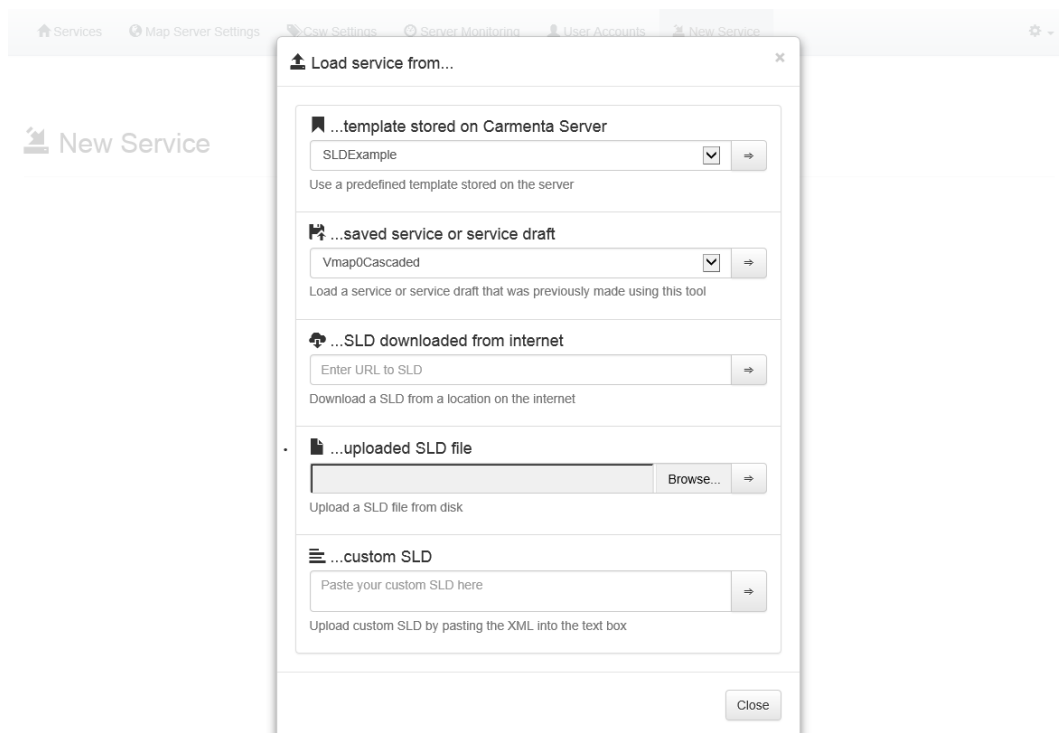 Services Map Server Settings Csw Settings Server Monitoring User Accounts New Service
Load service from... ×
New Service
...template stored on Carmenta Server
SLDExample ⇒
Use a predefined template stored on the server
...saved service or service draft
Vmap0Cascaded ⇒
Load a service or service draft that was previously made using this tool
...SLD downloaded from internet
Enter URL to SLD ⇒
Download a SLD from a location on the internet
...uploaded SLD file
Browse... ⇒
Upload a SLD file from disk
...custom SLD
Paste your custom SLD here ⇒
Upload custom SLD by pasting the XML into the text box
Close